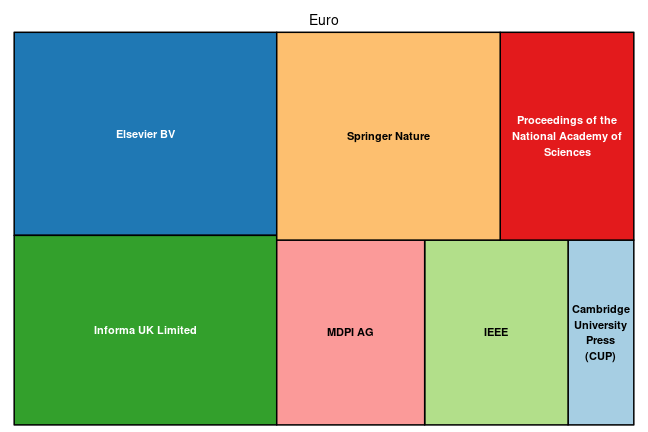 Euro
Elsevier BV
Springer Nature
Proceedings of the
National Academy of
Sciences
Informa UK Limited
MDPI AG
IEEE
Cambridge
University
Press
(CUP)